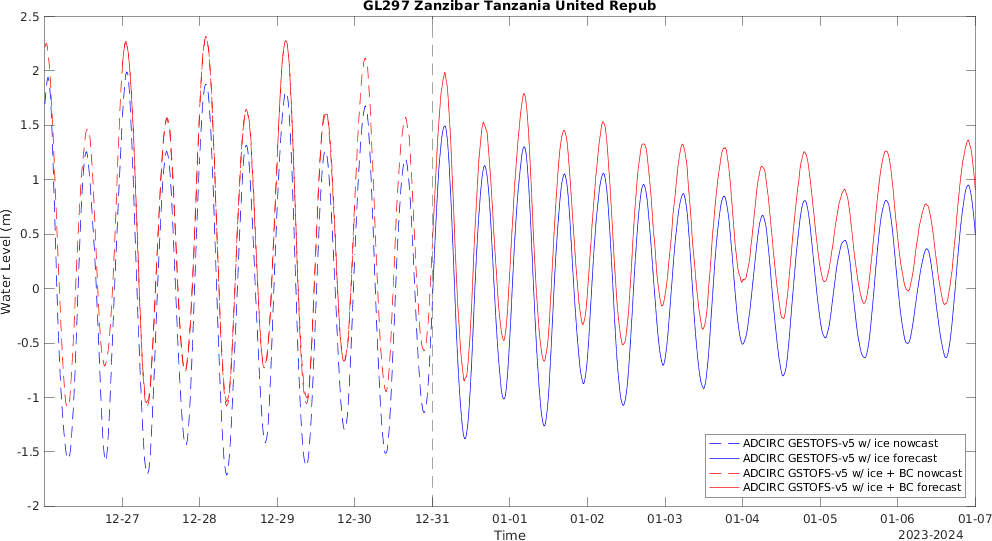 GL297 Zanzibar Tanzania United Repub
2.5
2
1.5
1
0.5
0
-0.5
-1
-1.5
-2
Water Level (m)
ADCIRC GESTOFS-v5 w/ ice nowcast
ADCIRC GESTOFS-v5 w/ ice forecast
ADCIRC GSTOFS-v5 w/ ice + BC nowcast
ADCIRC GSTOFS-v5 w/ ice + BC forecast
12-27 12-28 12-29 12-30 12-31 01-01 01-02 01-03 01-04 01-05 01-06 01-07
Time
2023-2024